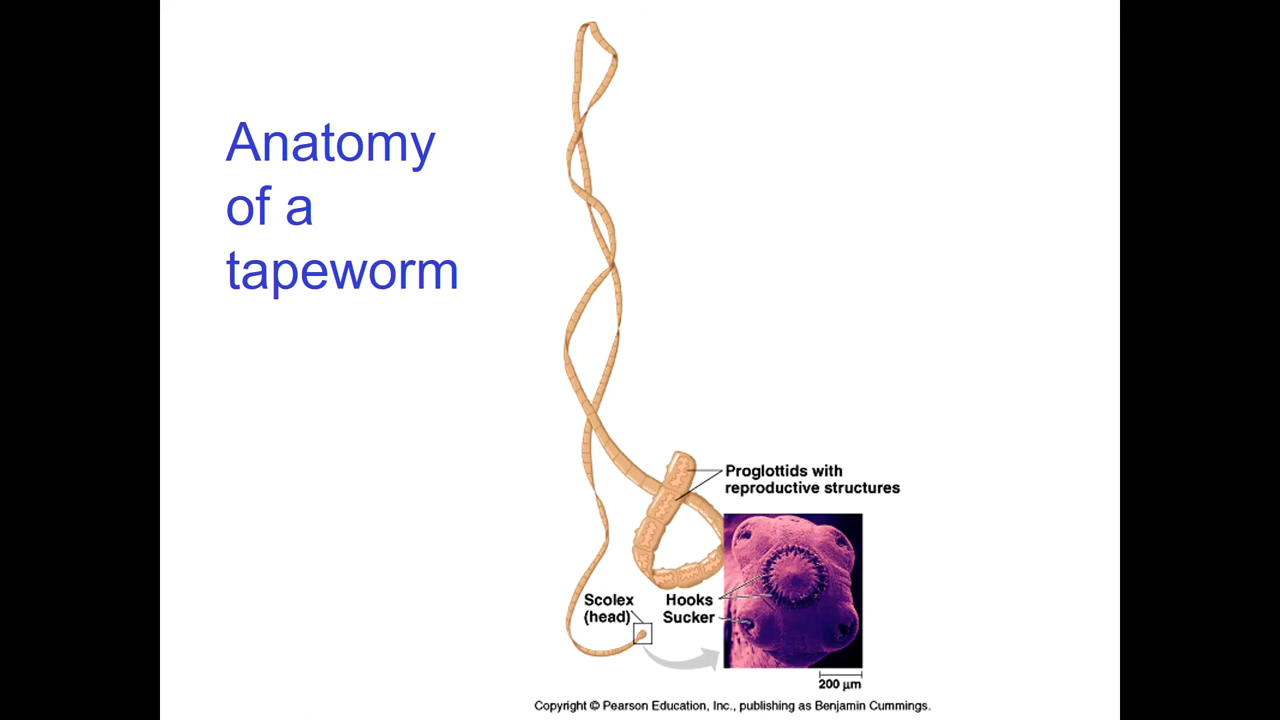 Anatomy
of a
tapeworm
Proglottids with
reproductive structures
Scolex
(head)
Hooks
Sucker
200 µm
Copyright © Pearson Education, Inc., publishing as Benjamin Cummings.